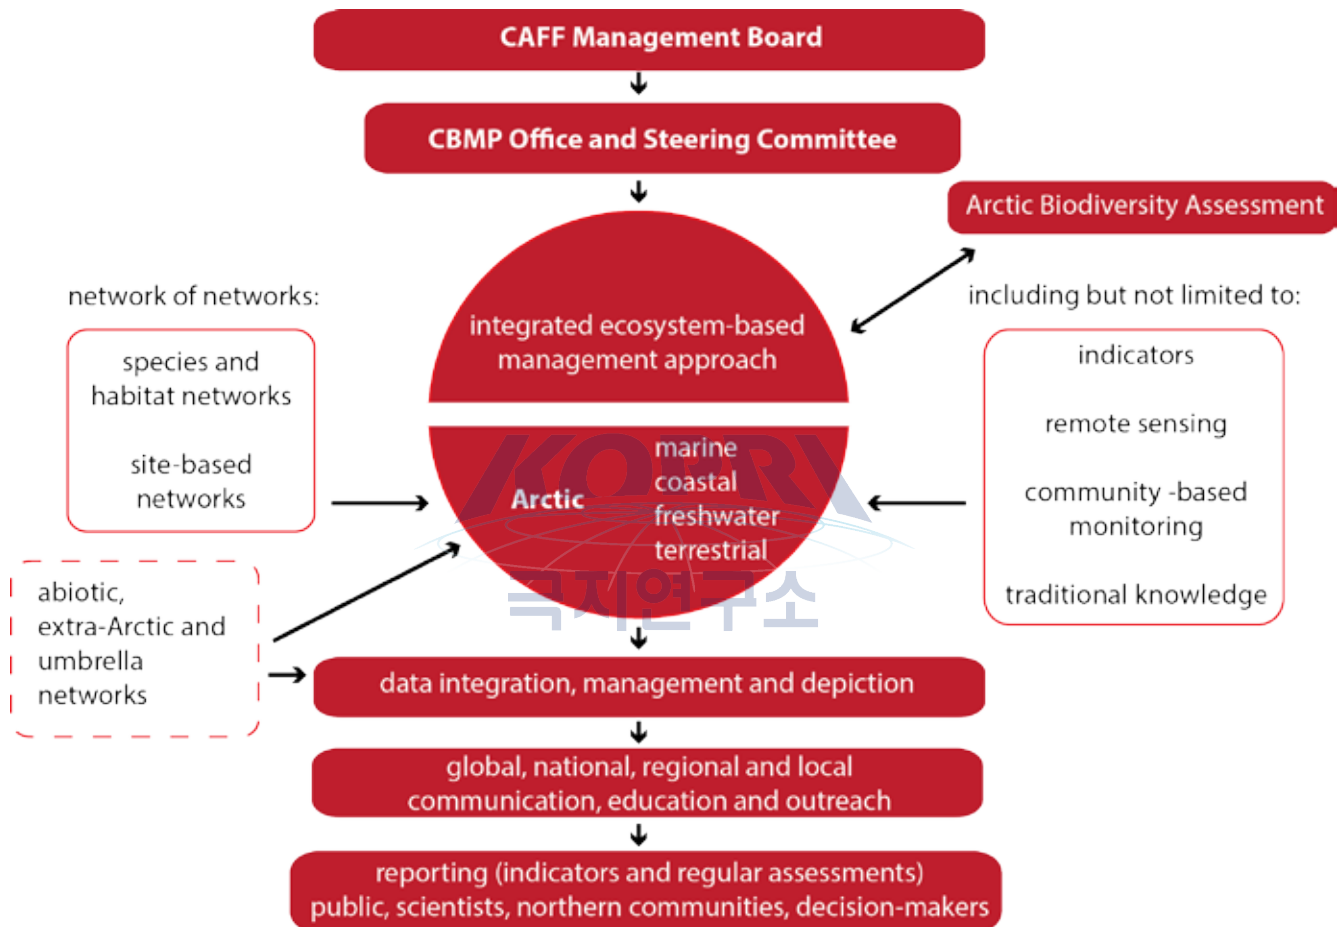 CAFF Management Board
CBMP Office and Steering Committee
Arctic Biodiversity Assessment
network of networks:
species and
habitat networks
site-based
networks
abiotic,
extra-Arctic and
umbrella
networks
integrated ecosystem-based
management approach
Arctic
marine
coastal
freshwater
terrestrial
KOPRI
극지연구소
including but not limited to:
indicators
remote sensing
community -based
monitoring
traditional knowledge
data integration, management and depiction
global, national, regional and local
communication, education and outreach
reporting (indicators and regular assessments)
public, scientists, northern communities, decision-makers